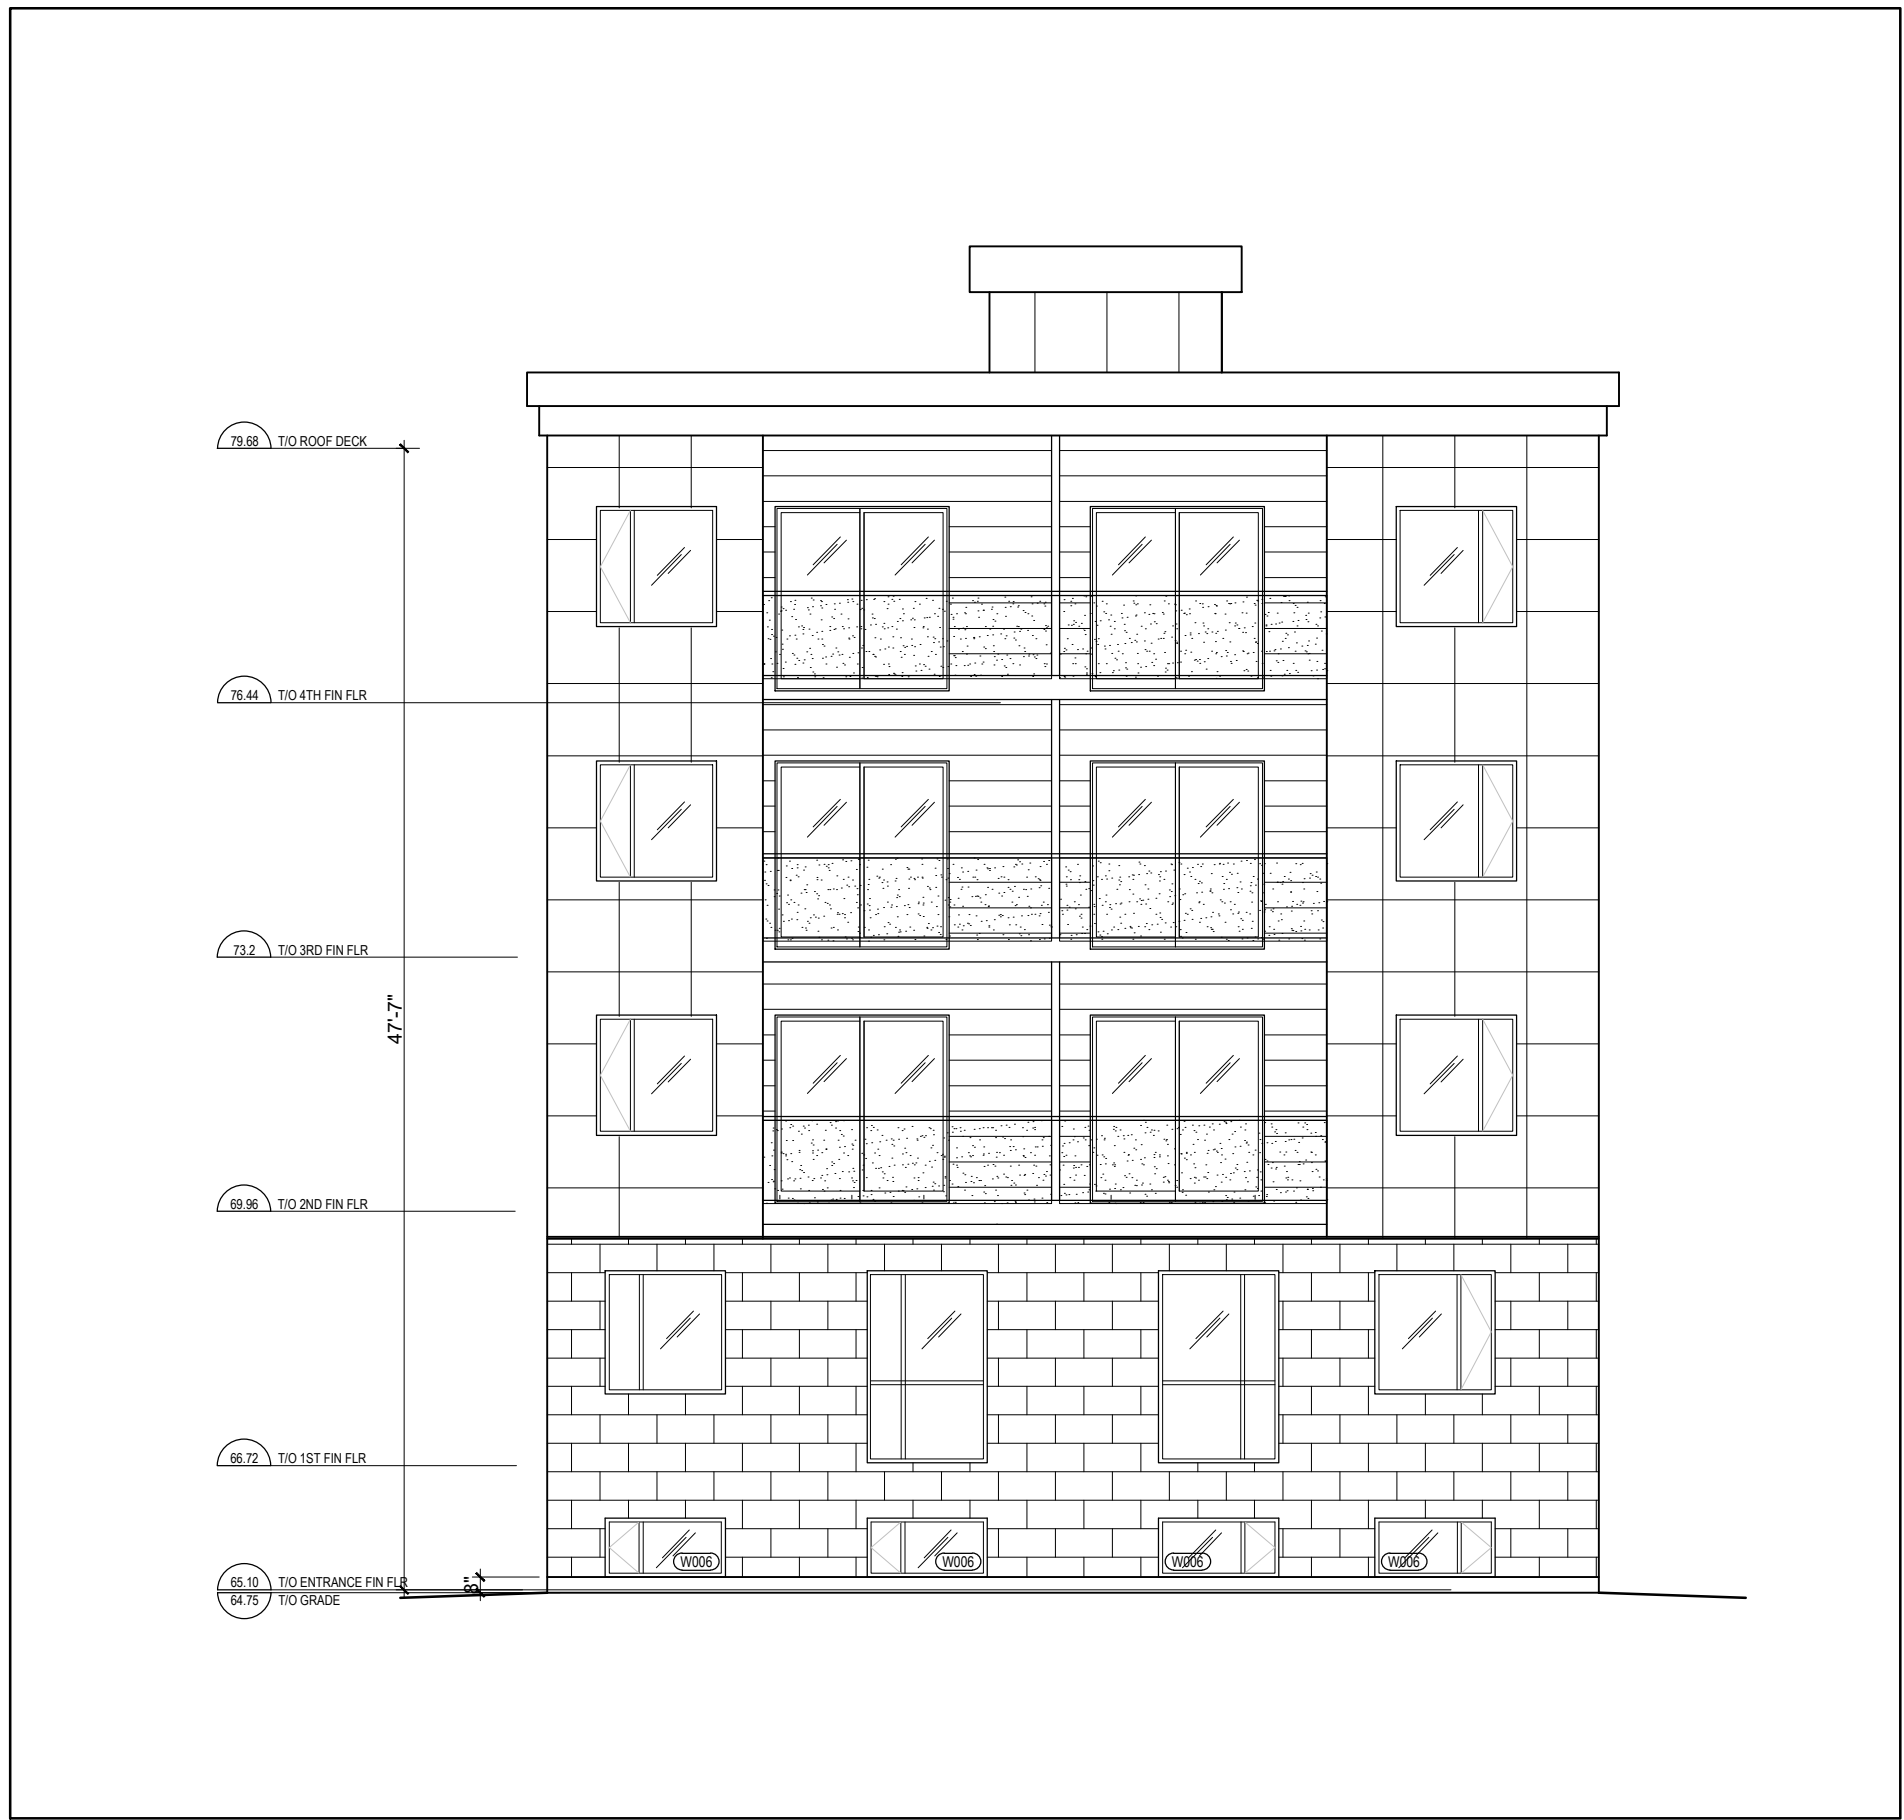 79.68 T/O ROOF DECK
76.44 T/O 4TH FIN FLR
73.2 T/O 3RD FIN FLR
47'-7"
69.96 T/O 2ND FIN FLR
66.72 T/O 1ST FIN FLR
W006 W006 W006 W006
65.10 T/O ENTRANCE FIN FLR
8"
64.75 T/O GRADE